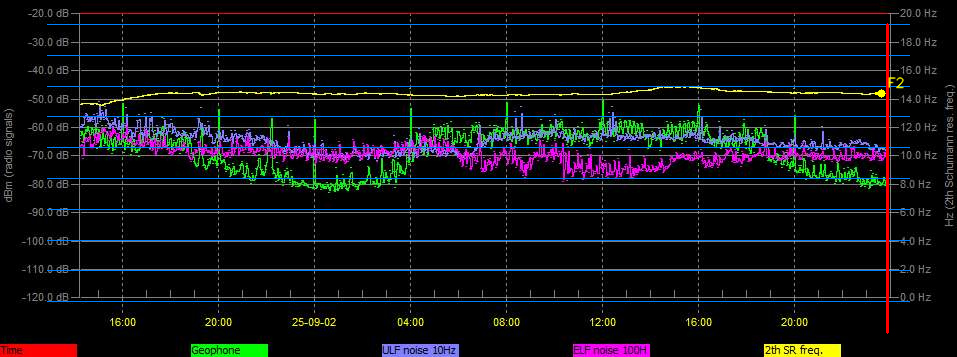 -20.0 dB 20.0 Hz
F2
-30.0 dB 18.0 Hz
-40.0 dB 16.0 Hz
-50.0 dB 14.0 Hz
-60.0 dB 12.0 Hz
-70.0 dB 10.0 Hz
-80.0 dB 8.0 Hz
-90.0 dB 6.0 Hz
-100.0 dB 4.0 Hz
-110.0 dB 2.0 Hz
-120.0 dB 0.0 Hz
dBm (radio signals)
Hz (2th Schumann res. freq.)
16:00 20:00 25-09-02 04:00 08:00 12:00 16:00 20:00
Time Geophone ULF noise 10Hz ELF noise 100H 2th SR freq.